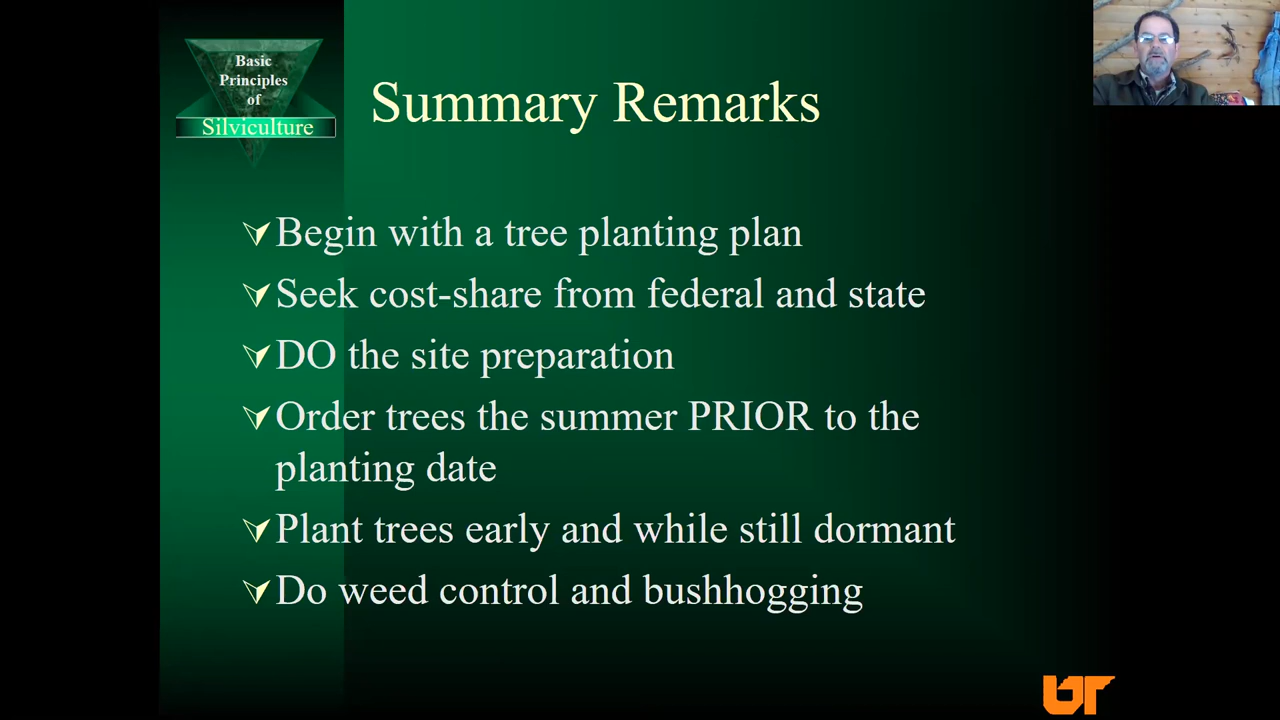 Basic
Principles
of
Silviculture
Summary Remarks
Begin with a tree planting plan
Seek cost-share from federal and state
DO the site preparation
Order trees the summer PRIOR to the
planting date
Plant trees early and while still dormant
Do weed control and bushhogging
UT